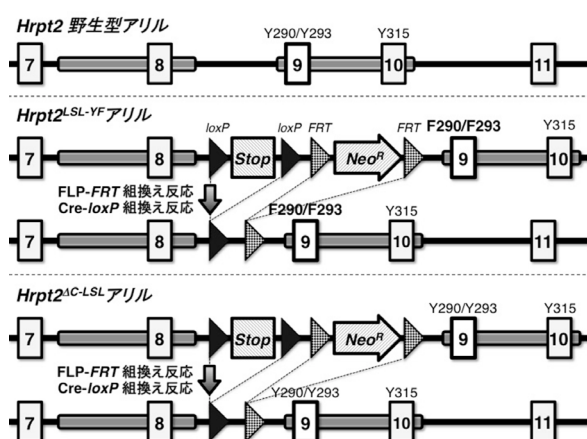 Hrpt2 野生型アリル
Y290/Y293 Y315
7 8 9 10 11
Hrpt2LSL-YFアリル
loxP loxP FRT FRT F290/F293 Y315
7 8 Stop NeoR 9 10
FLP-FRT 組換え反応
Cre-loxP 組換え反応
F290/F293 Y315
7 8 9 10 11
Hrpt2ΔC-LSLアリル
Y290/Y293 Y315
7 8 Stop NeoR 9 10
FLP-FRT 組換え反応
Cre-loxP 組換え反応
Y290/Y293 Y315
7 8 9 10 11